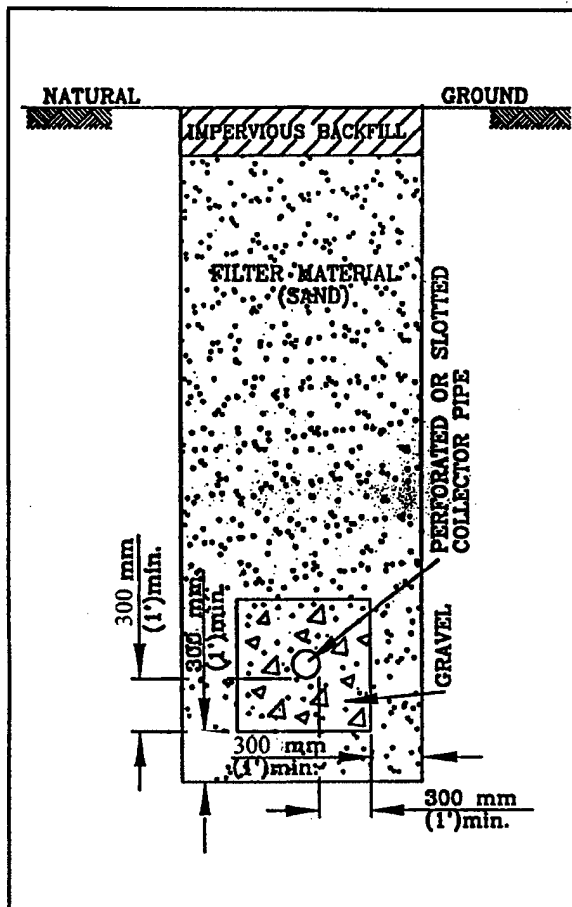 NATURAL
GROUND
IMPERVIOUS BACKFILL
FILTER MATERIAL
(SAND)
PERFORATED OR SLOTTED
COLLECTOR PIPE
300 mm
(1')min.
300 mm
(1')min.
GRAVEL
300 mm
(1')min.
300 mm
(1')min.